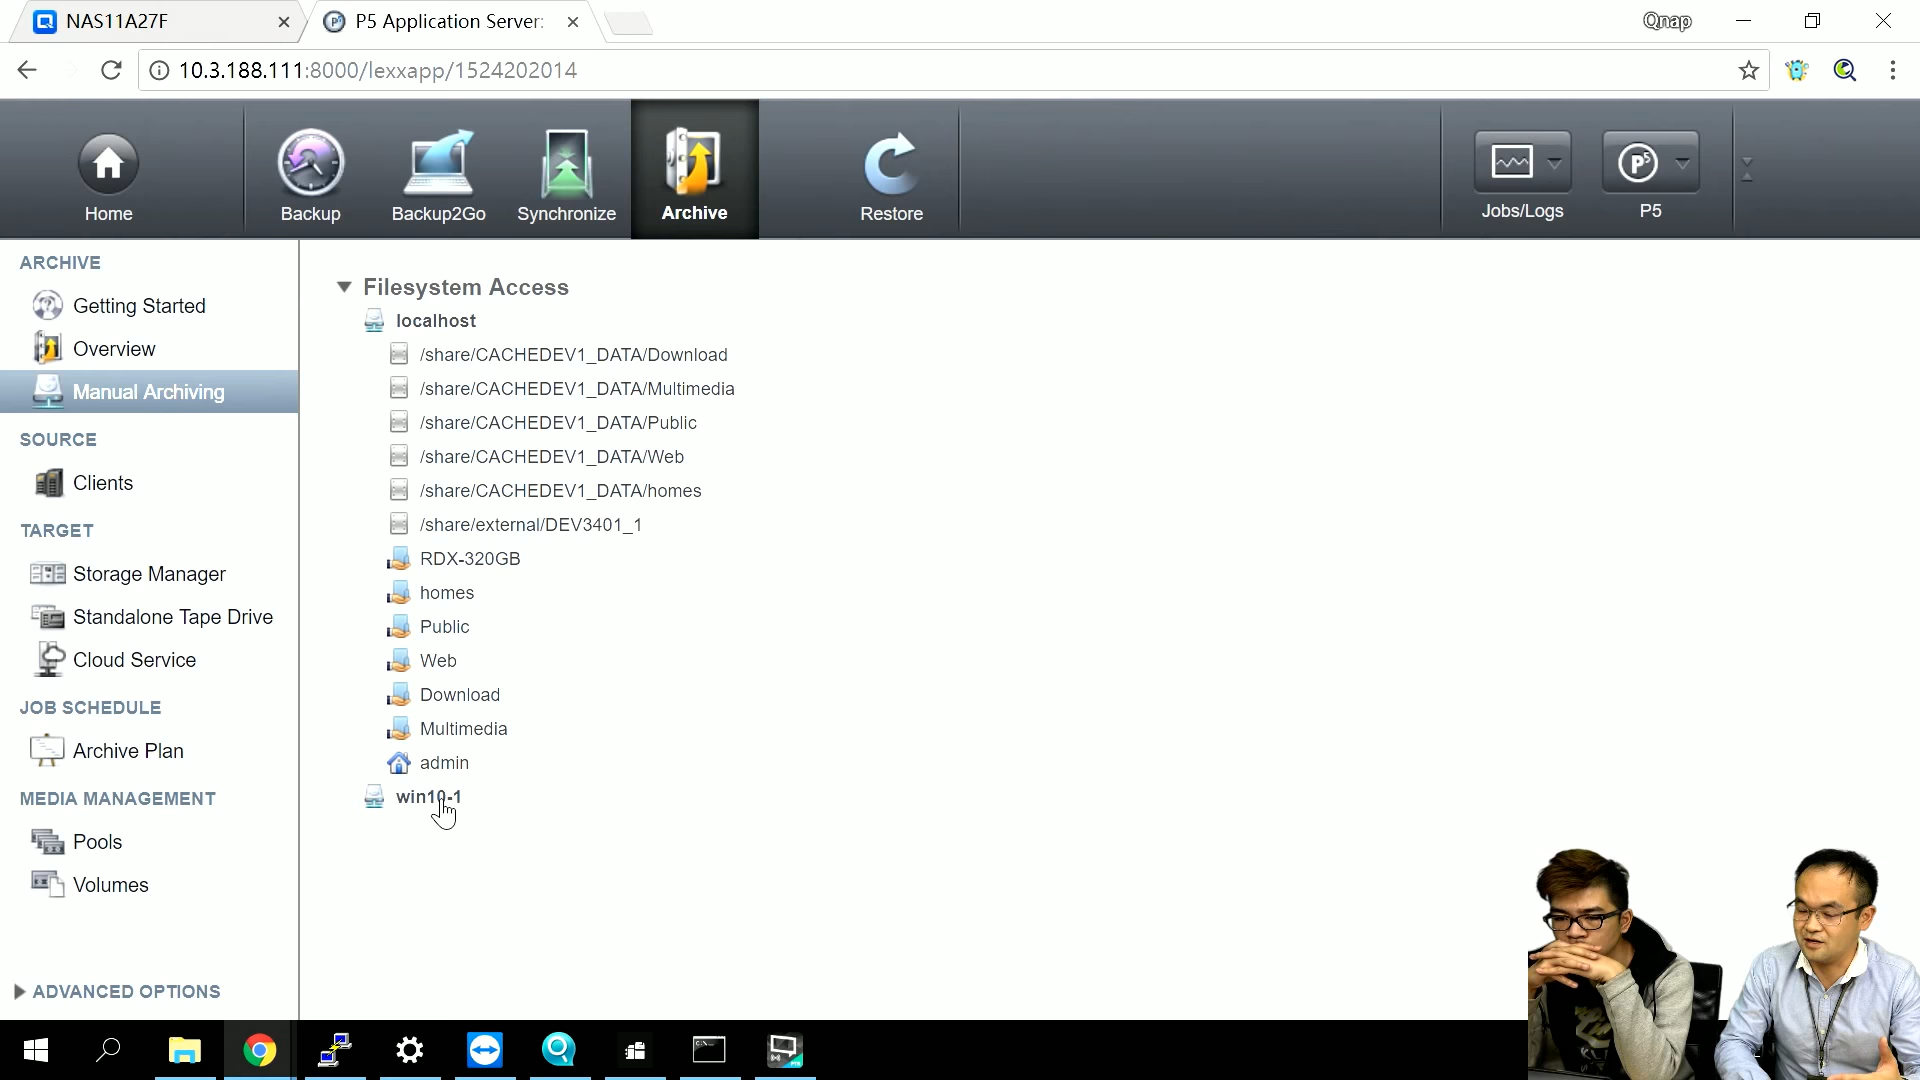 NAS11A27F
P5 Application Server:
Qnap
10.3.188.111:8000/lexxapp/1524202014
Home
Backup
Backup2Go
Synchronize
Archive
Restore
Jobs/Logs
P5
ARCHIVE
Getting Started
Overview
Manual Archiving
SOURCE
Clients
TARGET
Storage Manager
Standalone Tape Drive
Cloud Service
JOB SCHEDULE
Archive Plan
MEDIA MANAGEMENT
Pools
Volumes
ADVANCED OPTIONS
Filesystem Access
localhost
/share/CACHEDEV1_DATA/Download
/share/CACHEDEV1_DATA/Multimedia
/share/CACHEDEV1_DATA/Public
/share/CACHEDEV1_DATA/Web
/share/CACHEDEV1_DATA/homes
/share/external/DEV3401_1
RDX-320GB
homes
Public
Web
Download
Multimedia
admin
win10-1